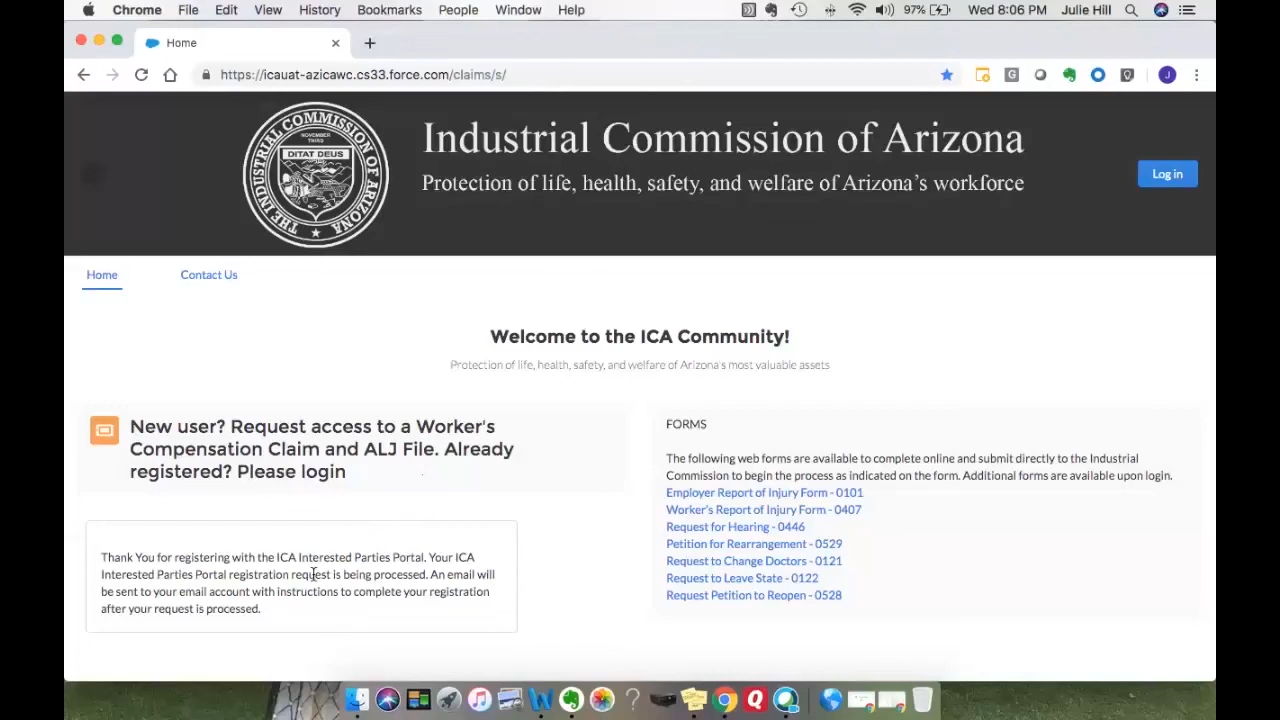 Chrome File Edit View History Bookmarks People Window Help 97% Wed 8:06 PM Julie Hill
Home
https://icauat-azicawc.cs33.force.com/claims/s/
G J
THE INDUSTRIAL COMMISSION OF ARIZONA
NOVEMBER
THIRD
DITAT DEUS
Industrial Commission of Arizona
Protection of life, health, safety, and welfare of Arizona's workforce
Log in
Home Contact Us
Welcome to the ICA Community!
Protection of life, health, safety, and welfare of Arizona's most valuable assets
New user? Request access to a Worker's
Compensation Claim and ALJ File. Already
registered? Please login
Thank You for registering with the ICA Interested Parties Portal. Your ICA
Interested Parties Portal registration request is being processed. An email will
be sent to your email account with instructions to complete your registration
after your request is processed.
FORMS
The following web forms are available to complete online and submit directly to the Industrial
Commission to begin the process as indicated on the form. Additional forms are available upon login.
Employer Report of Injury Form - 0101
Worker's Report of Injury Form - 0407
Request for Hearing - 0446
Petition for Rearrangement - 0529
Request to Change Doctors - 0121
Request to Leave State - 0122
Request Petition to Reopen - 0528